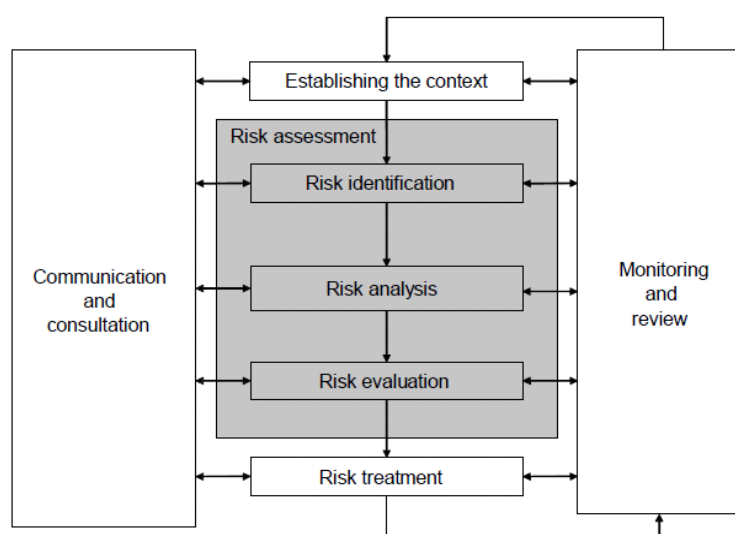 Establishing the context
Risk assessment
Risk identification
Communication
and
consultation
Risk analysis
Monitoring
and
review
Risk evaluation
Risk treatment